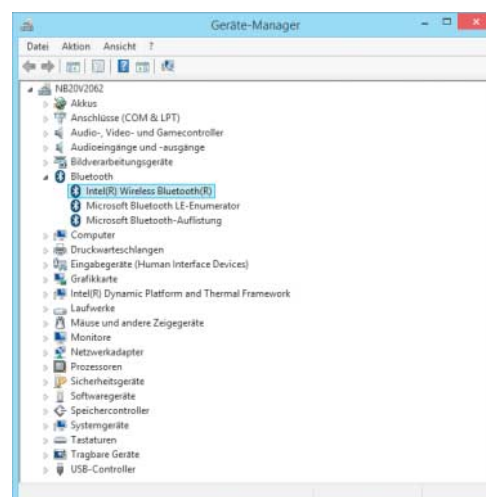 Geräte-Manager
Datei Aktion Ansicht ?
NB20V2062
Akkus
Anschlüsse (COM & LPT)
Audio-, Video- und Gamecontroller
Audioeingänge und -ausgänge
Bildverarbeitungsgeräte
Bluetooth
Intel(R) Wireless Bluetooth(R)
Microsoft Bluetooth LE-Enumerator
Microsoft Bluetooth-Auflistung
Computer
Druckwarteschlangen
Eingabegeräte (Human Interface Devices)
Grafikkarte
Intel(R) Dynamic Platform and Thermal Framework
Laufwerke
Mäuse und andere Zeigegeräte
Monitore
Netzwerkadapter
Prozessoren
Sicherheitsgeräte
Softwaregeräte
Speichercontroller
Systemgeräte
Tastaturen
Tragbare Geräte
USB-Controller